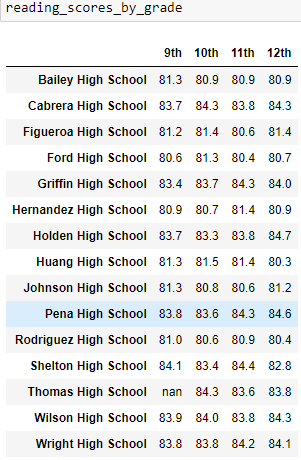 reading_scores_by_grade
9th 10th 11th 12th
Bailey High School 81.3 80.9 80.9 80.9
Cabrera High School 83.7 84.3 83.8 84.3
Figueroa High School 81.2 81.4 80.6 81.4
Ford High School 80.6 81.3 80.4 80.7
Griffin High School 83.4 83.7 84.3 84.0
Hernandez High School 80.9 80.7 81.4 80.9
Holden High School 83.7 83.3 83.8 84.7
Huang High School 81.3 81.5 81.4 80.3
Johnson High School 81.3 80.8 80.6 81.2
Pena High School 83.8 83.6 84.3 84.6
Rodriguez High School 81.0 80.6 80.9 80.4
Shelton High School 84.1 83.4 84.4 82.8
Thomas High School nan 84.3 83.6 83.8
Wilson High School 83.9 84.0 83.8 84.3
Wright High School 83.8 83.8 84.2 84.1